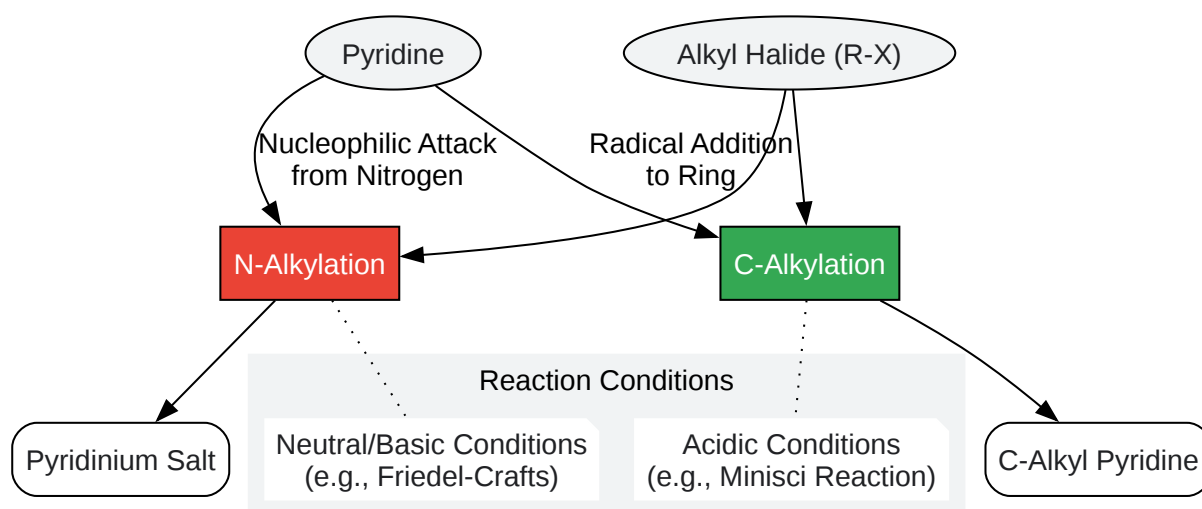 Pyridine
Alkyl Halide (R-X)
Nucleophilic Attack
from Nitrogen
Radical Addition
to Ring
N-Alkylation
C-Alkylation
Reaction Conditions
Pyridinium Salt
Neutral/Basic Conditions
(e.g., Friedel-Crafts)
Acidic Conditions
(e.g., Minisci Reaction)
C-Alkyl Pyridine